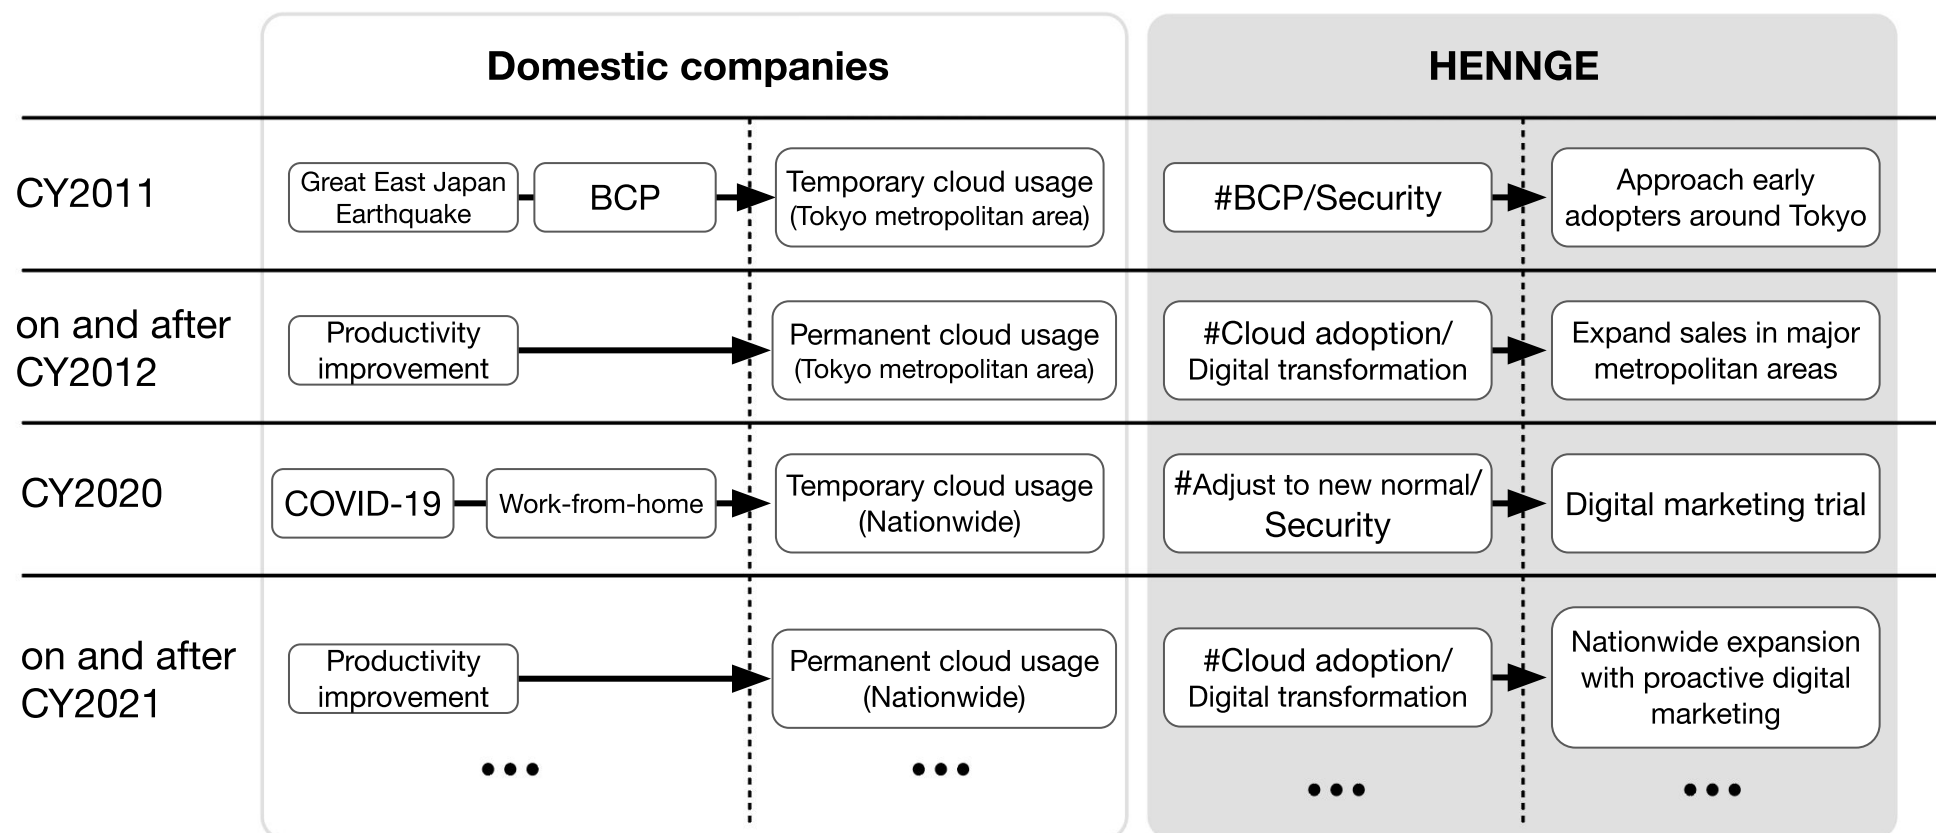 Domestic companies
HENNGE
CY2011
Great East Japan
Earthquake
BCP
Temporary cloud usage
(Tokyo metropolitan area)
#BCP/Security
Approach early
adopters around Tokyo
on and after
CY2012
Productivity
improvement
Permanent cloud usage
(Tokyo metropolitan area)
#Cloud adoption/
Digital transformation
Expand sales in major
metropolitan areas
CY2020
COVID-19
Work-from-home
Temporary cloud usage
(Nationwide)
#Adjust to new normal/
Security
Digital marketing trial
on and after
CY2021
Productivity
improvement
Permanent cloud usage
(Nationwide)
#Cloud adoption/
Digital transformation
Nationwide expansion
with proactive digital
marketing
•••
•••
•••
•••